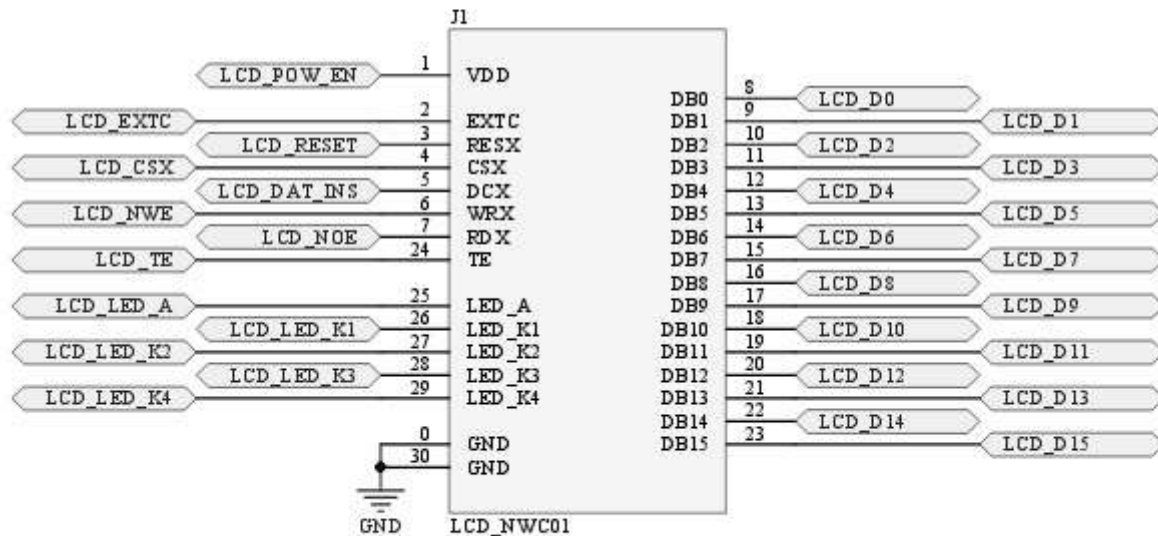 J1
LCD_POW_EN 1 VDD
DB0 8 LCD_D0
LCD_EXTC 2 EXTC DB1 9 LCD_D1
LCD_RESET 3 RESX DB2 10 LCD_D2
LCD_CSX 4 CSX DB3 11 LCD_D3
LCD_DAT_INS 5 DCX DB4 12 LCD_D4
LCD_NWE 6 WRX DB5 13 LCD_D5
LCD_NOE 7 RDX DB6 14 LCD_D6
LCD_TE 24 TE DB7 15 LCD_D7
DB8 16 LCD_D8
LCD_LED_A 25 LED_A DB9 17 LCD_D9
LCD_LED_K1 26 LED_K1 DB10 18 LCD_D10
LCD_LED_K2 27 LED_K2 DB11 19 LCD_D11
LCD_LED_K3 28 LED_K3 DB12 20 LCD_D12
LCD_LED_K4 29 LED_K4 DB13 21 LCD_D13
DB14 22 LCD_D14
0 GND DB15 23 LCD_D15
30 GND
GND
LCD_NWC01